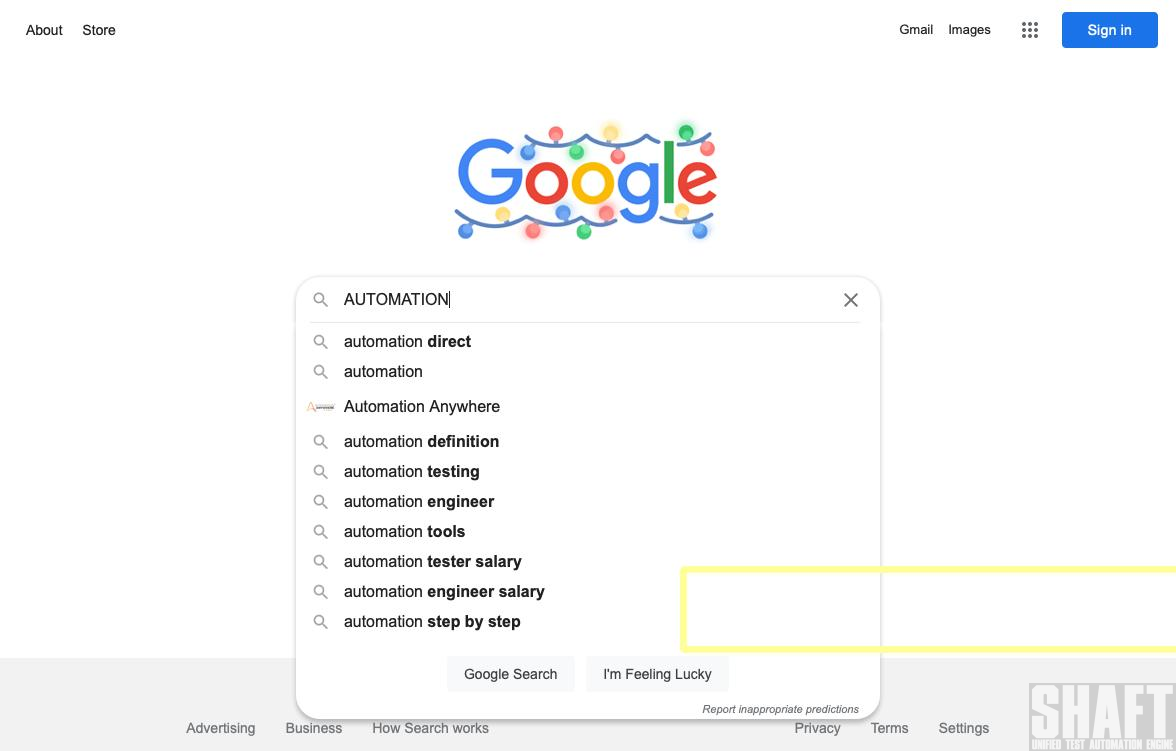 About Store
Gmail Images
Sign in
Google
AUTOMATION
automation direct
automation
Automation Anywhere
automation definition
automation testing
automation engineer
automation tools
automation tester salary
automation engineer salary
automation step by step
Google Search I'm Feeling Lucky
Report inappropriate predictions
Advertising Business How Search works Privacy Terms Settings
SHAFT
UNIFIED TEST AUTOMATION ENGINE